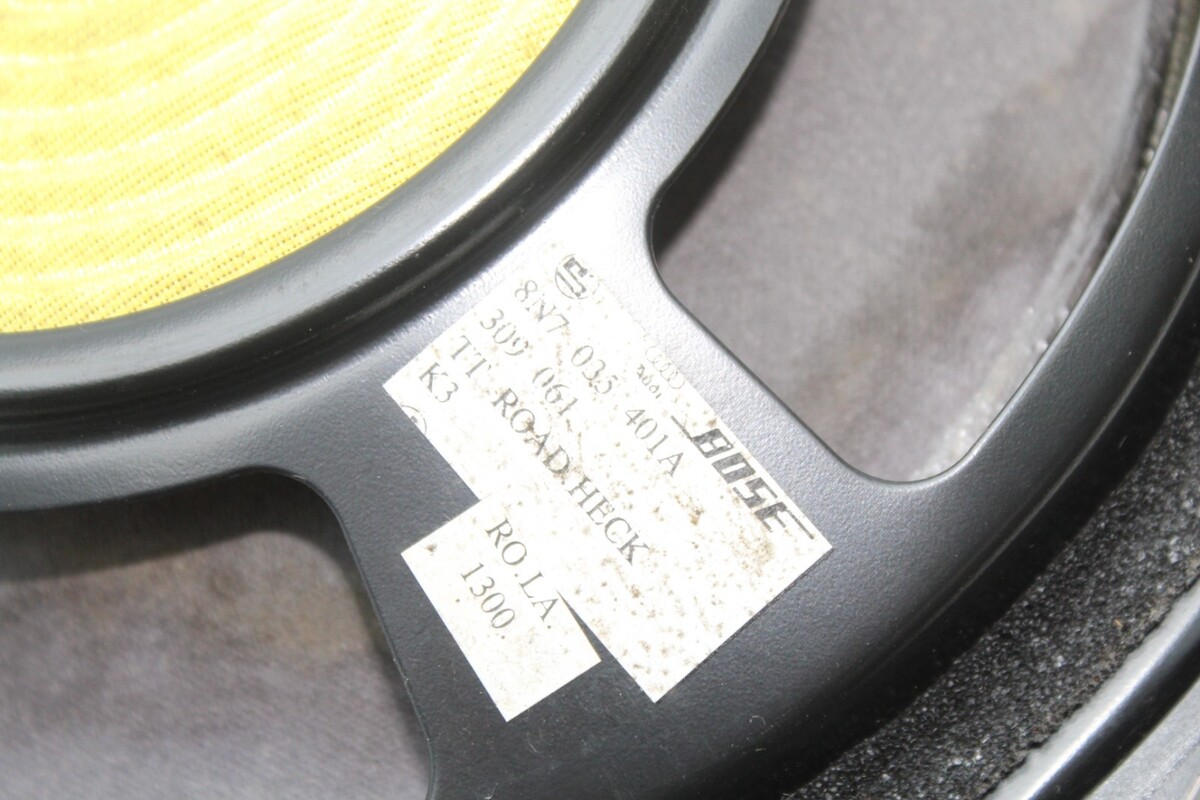 8N7 035 401A
309 061
TT ROAD.HECK
K3
BOSE
RO.LA.
1300.